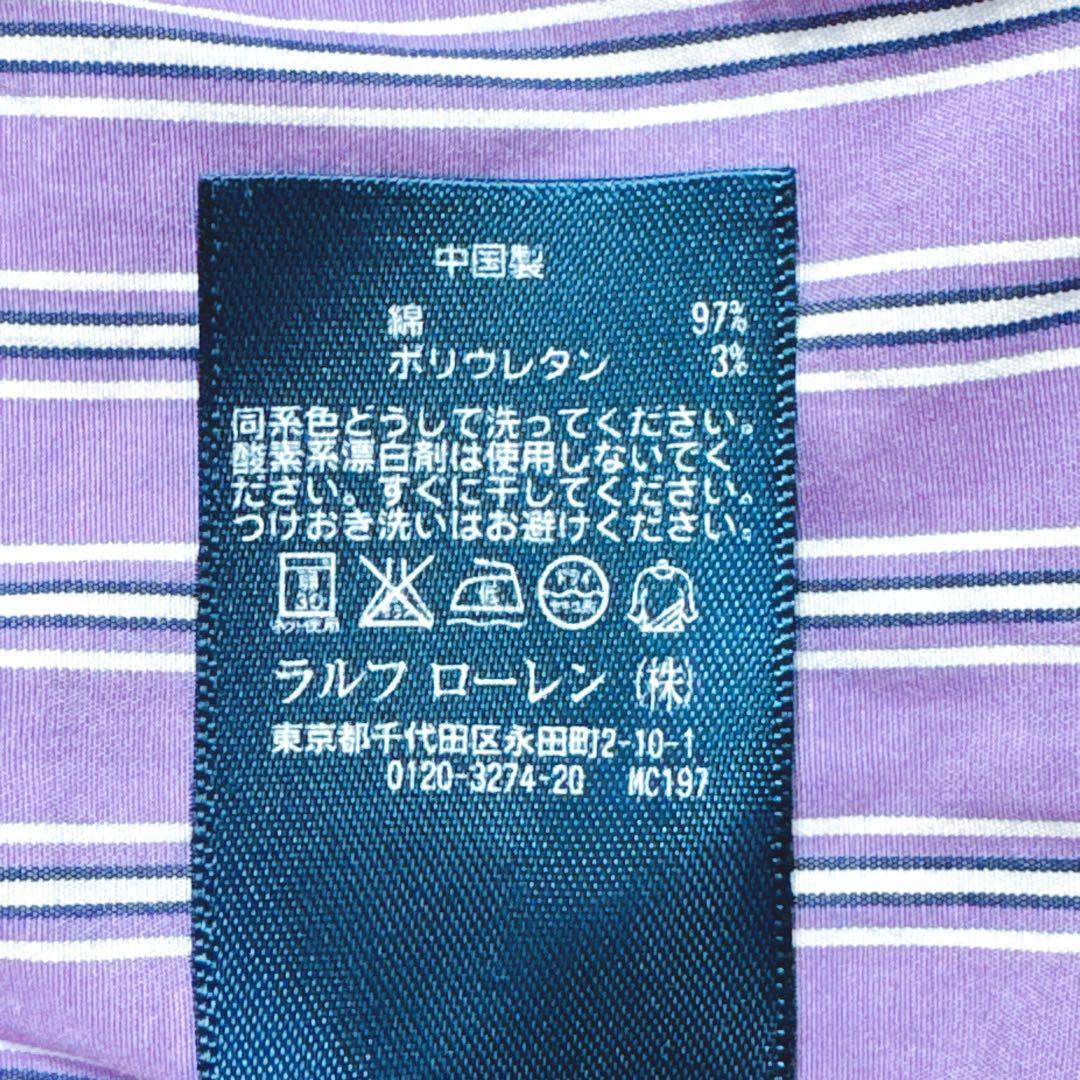 中国製
綿 97%
ポリウレタン 3%
同系色どうしで洗ってください。
酸素系漂白剤は使用しないでく
ださい。すぐに干してください。
つけおき洗いはお避けください。
30
ドライ
ラルフ ローレン (株)
東京都千代田区永田町2-10-1
0120-3274-20 MC197